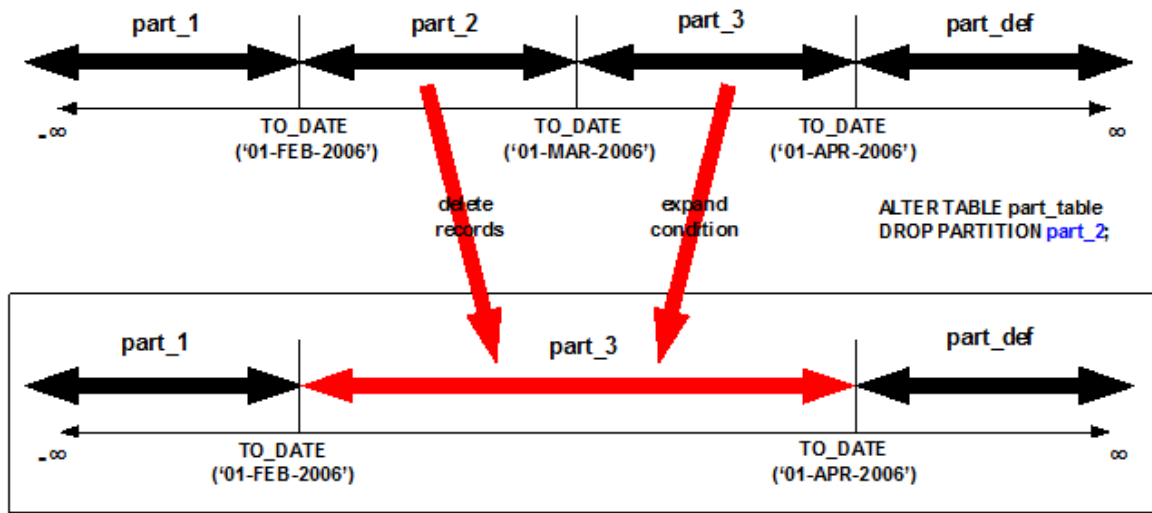 part_1 part_2 part_3 part_def
-∞ TO_DATE TO_DATE TO_DATE ∞
(‘01-FEB-2006’) (‘01-MAR-2006’) (‘01-APR-2006’)
delete expand ALTER TABLE part_table
records condition DROP PARTITION part_2;
part_1 part_3 part_def
-∞ TO_DATE TO_DATE ∞
(‘01-FEB-2006’) (‘01-APR-2006’)